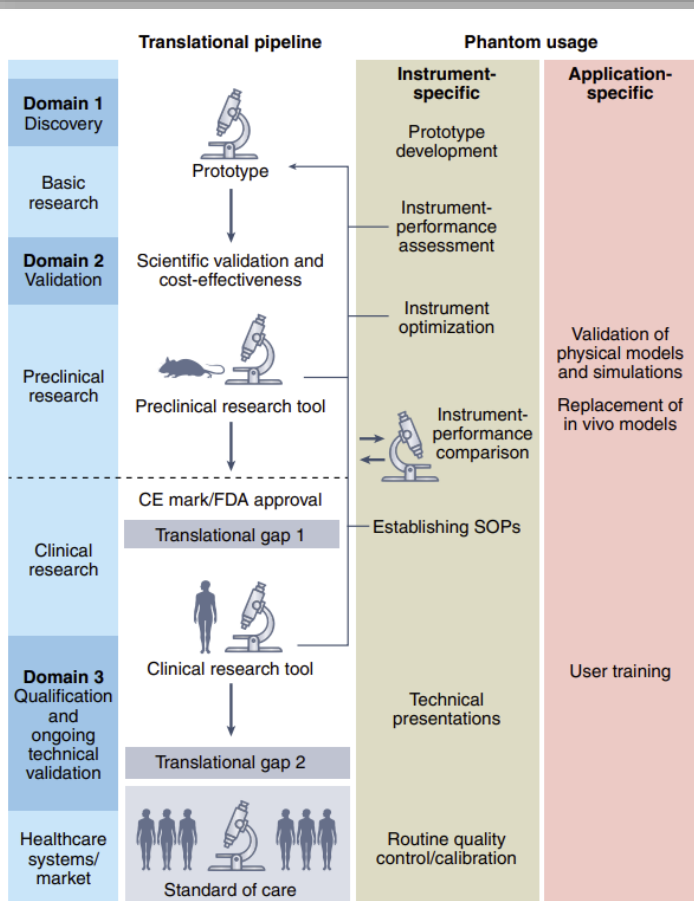 Translational pipeline
Phantom usage
Instrument-
specific
Application-
specific
Domain 1
Discovery
Basic
research
Domain 2
Validation
Preclinical
research
Clinical
research
Domain 3
Qualification
and
ongoing
technical
validation
Healthcare
systems/
market
Prototype
Scientific validation and
cost-effectiveness
Preclinical research tool
CE mark/FDA approval
Translational gap 1
Clinical research tool
Translational gap 2
Standard of care
Prototype
development
Instrument-
performance
assessment
Instrument
optimization
Instrument-
performance
comparison
Establishing SOPs
Technical
presentations
Routine quality
control/calibration
Validation of
physical models
and simulations
Replacement of
in vivo models
User training